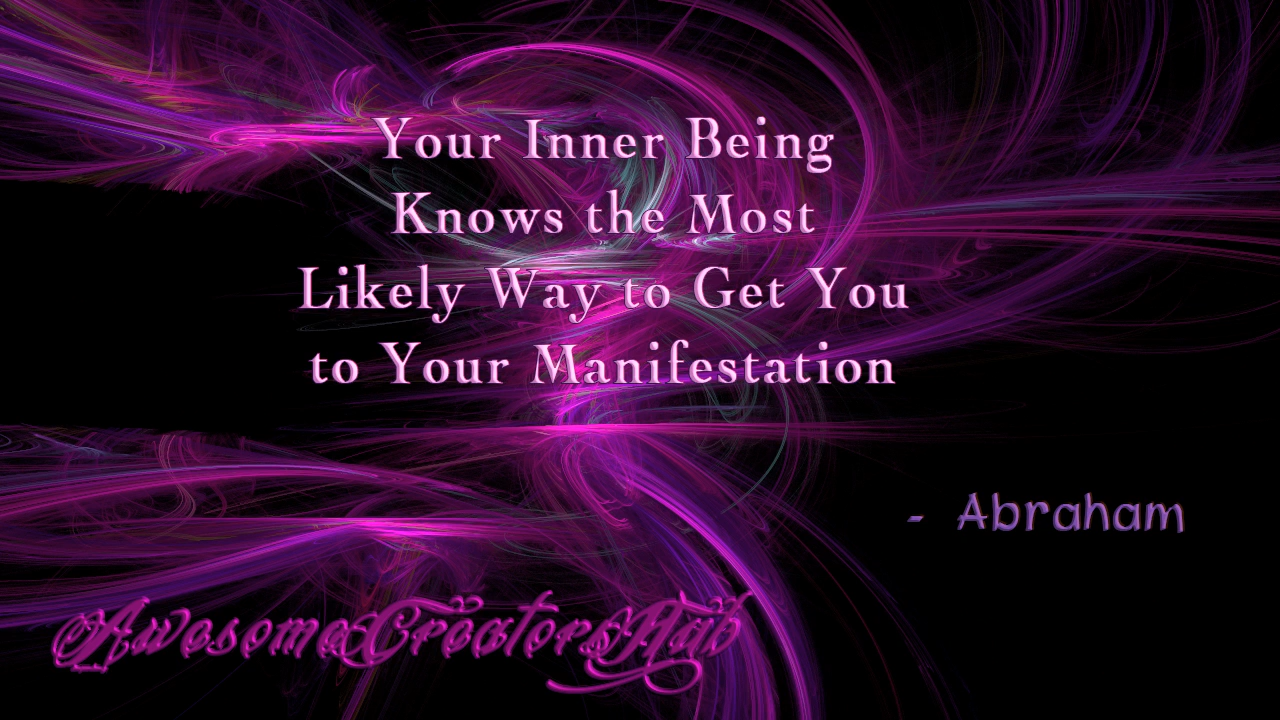 Your Inner Being
Knows the Most
Likely Way to Get You
to Your Manifestation
- Abraham
AwesomeCreatorsHub